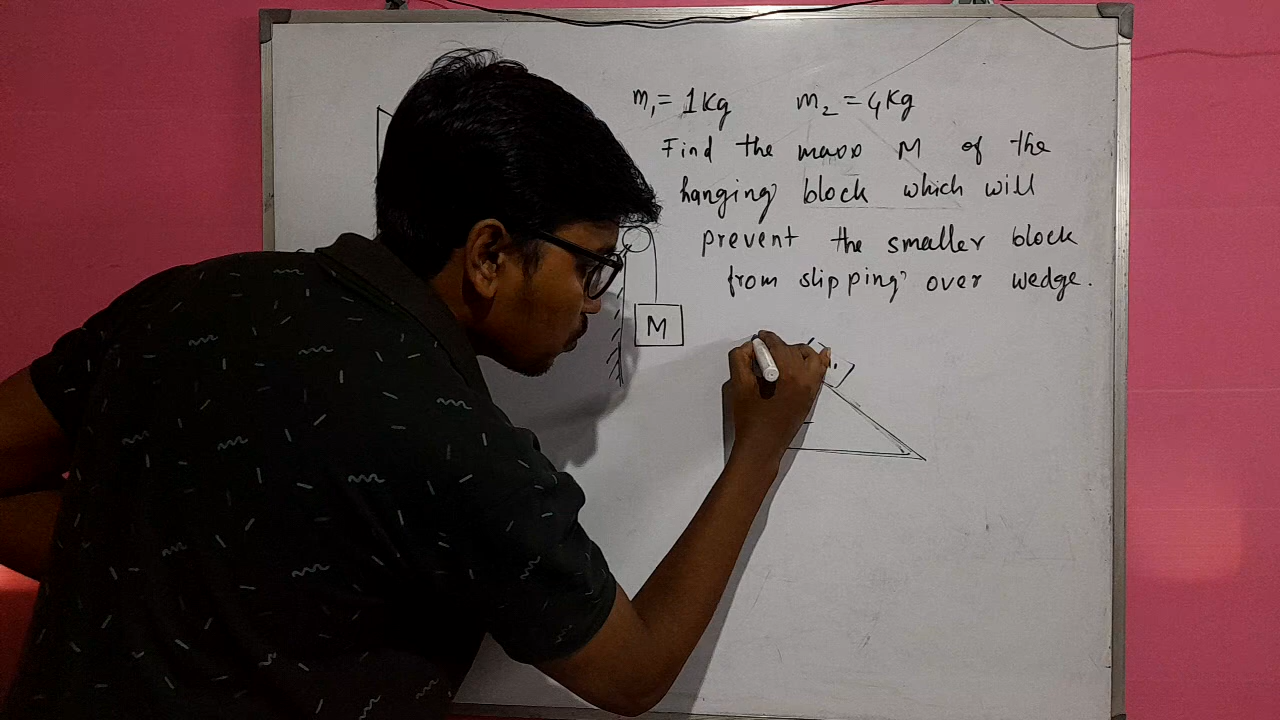 m₁ = 1Kg m₂ = 4Kg
Find the mass M of the
hanging block which will
prevent the smaller block
from slipping over wedge.
M